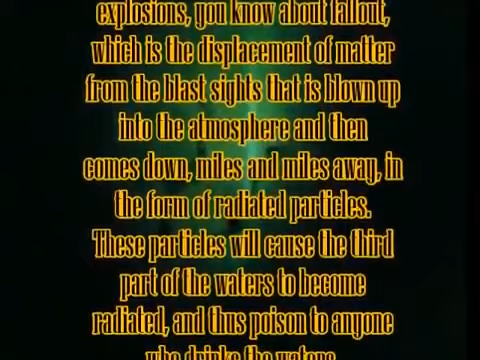 explosions, you know about fallout,
which is the displacement of matter
from the blast sights that is blown up
into the atmosphere and then
comes down, miles and miles away, in
the form of radiated particles.
These particles will cause the third
part of the waters to become
radiated, and thus poison to anyone
who drinks the waters.